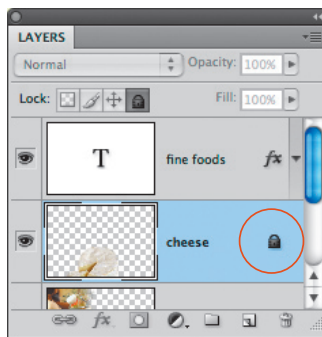 LAYERS
Normal Opacity: 100%
Lock: Fill: 100%
T fine foods fx
cheese
fx